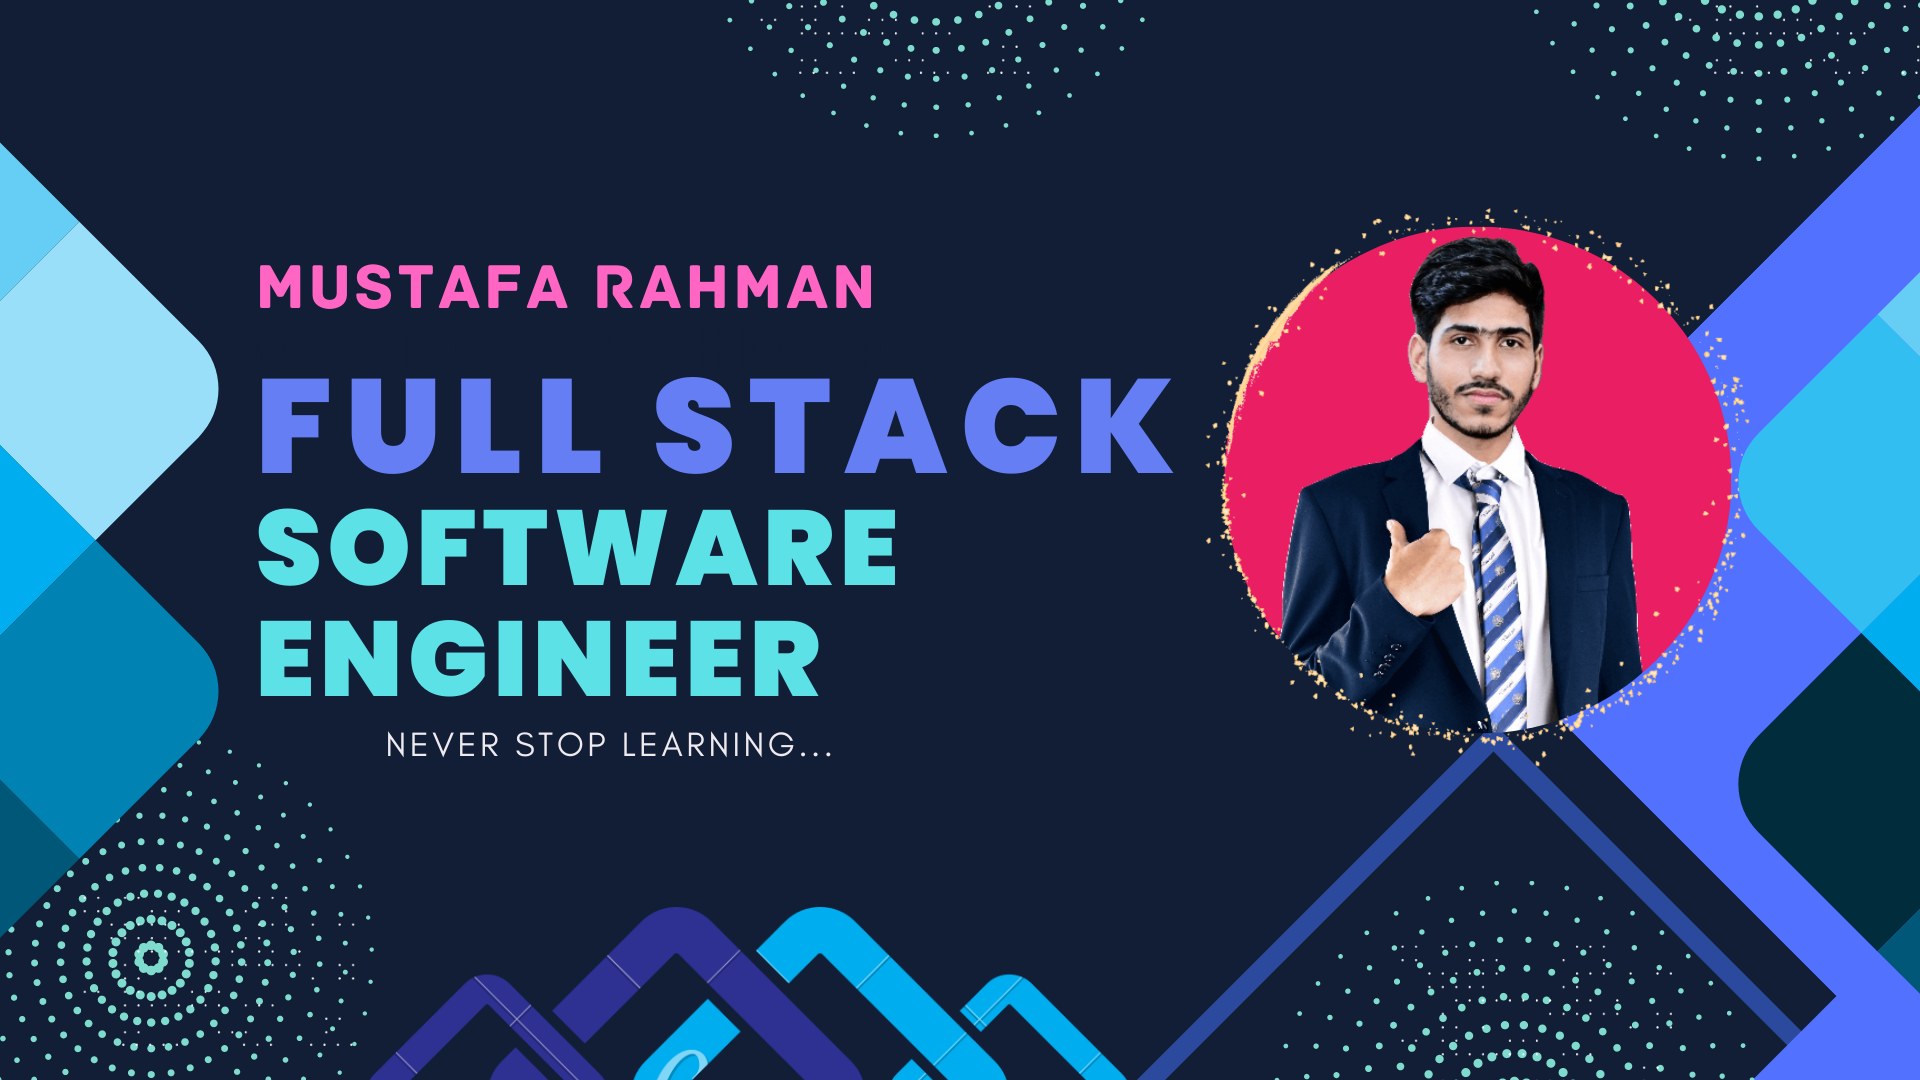 MUSTAFA RAHMAN
FULL STACK
SOFTWARE
ENGINEER
NEVER STOP LEARNING...